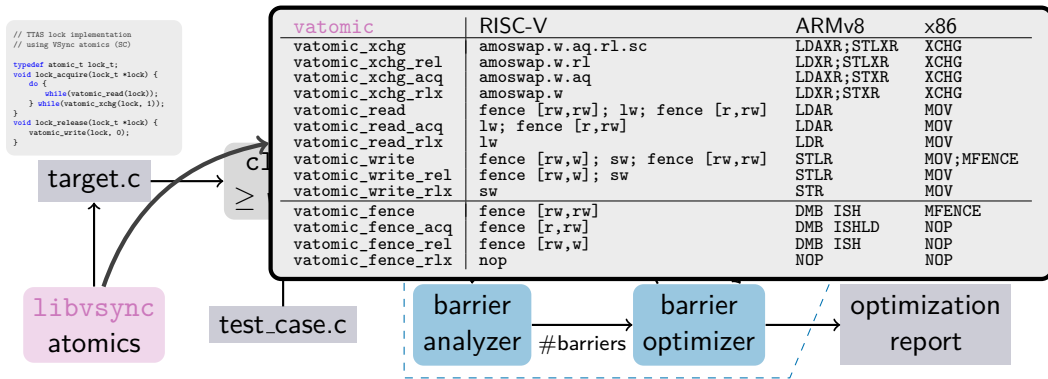 // TTAS lock implementation
// using VSync atomics (SC)
typedef atomic_t lock_t;
void lock_acquire(lock_t *lock) {
do {
while(vatomic_read(lock));
} while(vatomic_xchg(lock, 1));
}
void lock_release(lock_t *lock) {
vatomic_write(lock, 0);
}
vatomic RISC-V ARMv8 x86
vatomic_xchg amoswap.w.aq.rl.sc LDAXR;STLXR XCHG
vatomic_xchg_rel amoswap.w.rl LDXR;STLXR XCHG
vatomic_xchg_acq amoswap.w.aq LDAXR;STXR XCHG
vatomic_xchg_rlx amoswap.w LDXR;STXR XCHG
vatomic_read fence [rw,rw]; lw; fence [r,rw] LDAR MOV
vatomic_read_acq lw; fence [r,rw] LDAR MOV
vatomic_read_rlx lw LDR MOV
vatomic_write fence [rw,w]; sw; fence [rw,rw] STLR MOV;MFENCE
vatomic_write_rel fence [rw,w]; sw STLR MOV
vatomic_write_rlx sw STR MOV
vatomic_fence fence [rw,rw] DMB ISH MFENCE
vatomic_fence_acq fence [r,rw] DMB ISHLD NOP
vatomic_fence_rel fence [rw,w] DMB ISH NOP
vatomic_fence_rlx nop NOP NOP
target.c
≥
libvsync
atomics
test_case.c
barrier
analyzer
#barriers
barrier
optimizer
optimization
report